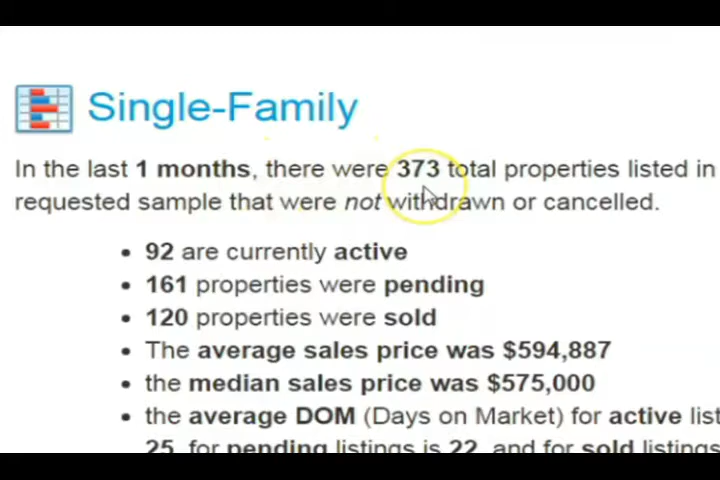 Single-Family
In the last 1 months, there were 373 total properties listed in
requested sample that were not withdrawn or cancelled.
• 92 are currently active
• 161 properties were pending
• 120 properties were sold
• The average sales price was $594,887
• the median sales price was $575,000
• the average DOM (Days on Market) for active list
25, for pending listings is 22, and for sold listings